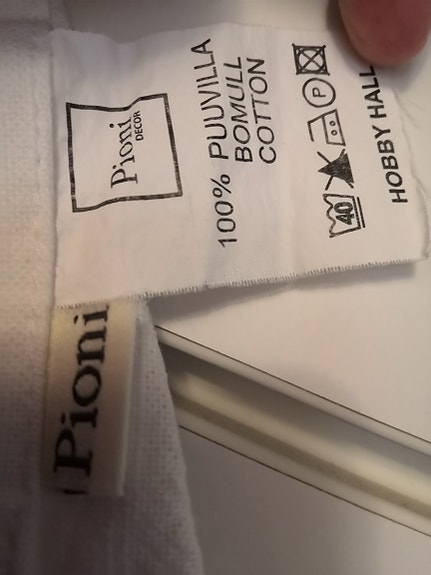 Pioni
DECOR
100% PUUVILLA
BOMULL
COTTON
40
P
HOBBY HALL
Pioni